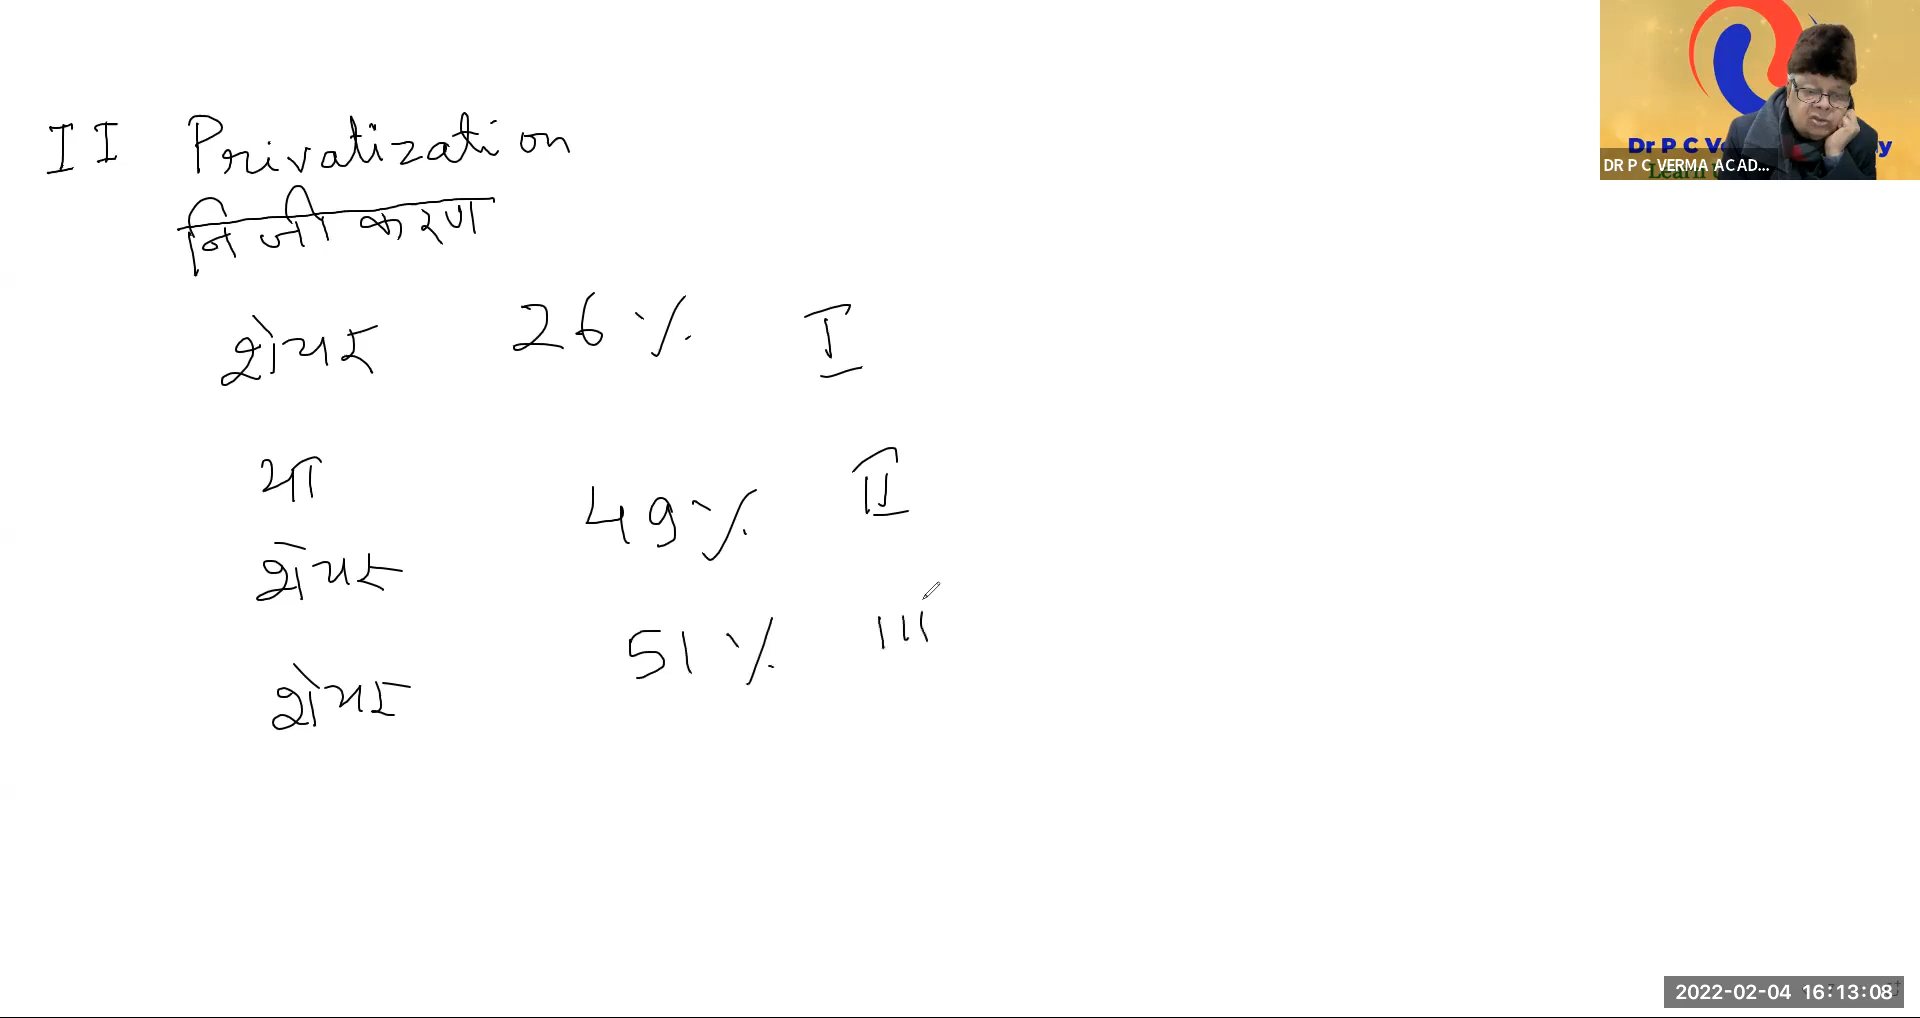 II Privatization
निजीकरण
शेयर 26% I
या
49% II
शेयर
51% III
शेयर
Dr P C Ve
y
DR P C VERMA ACAD...
2022-02-04 16:13:08